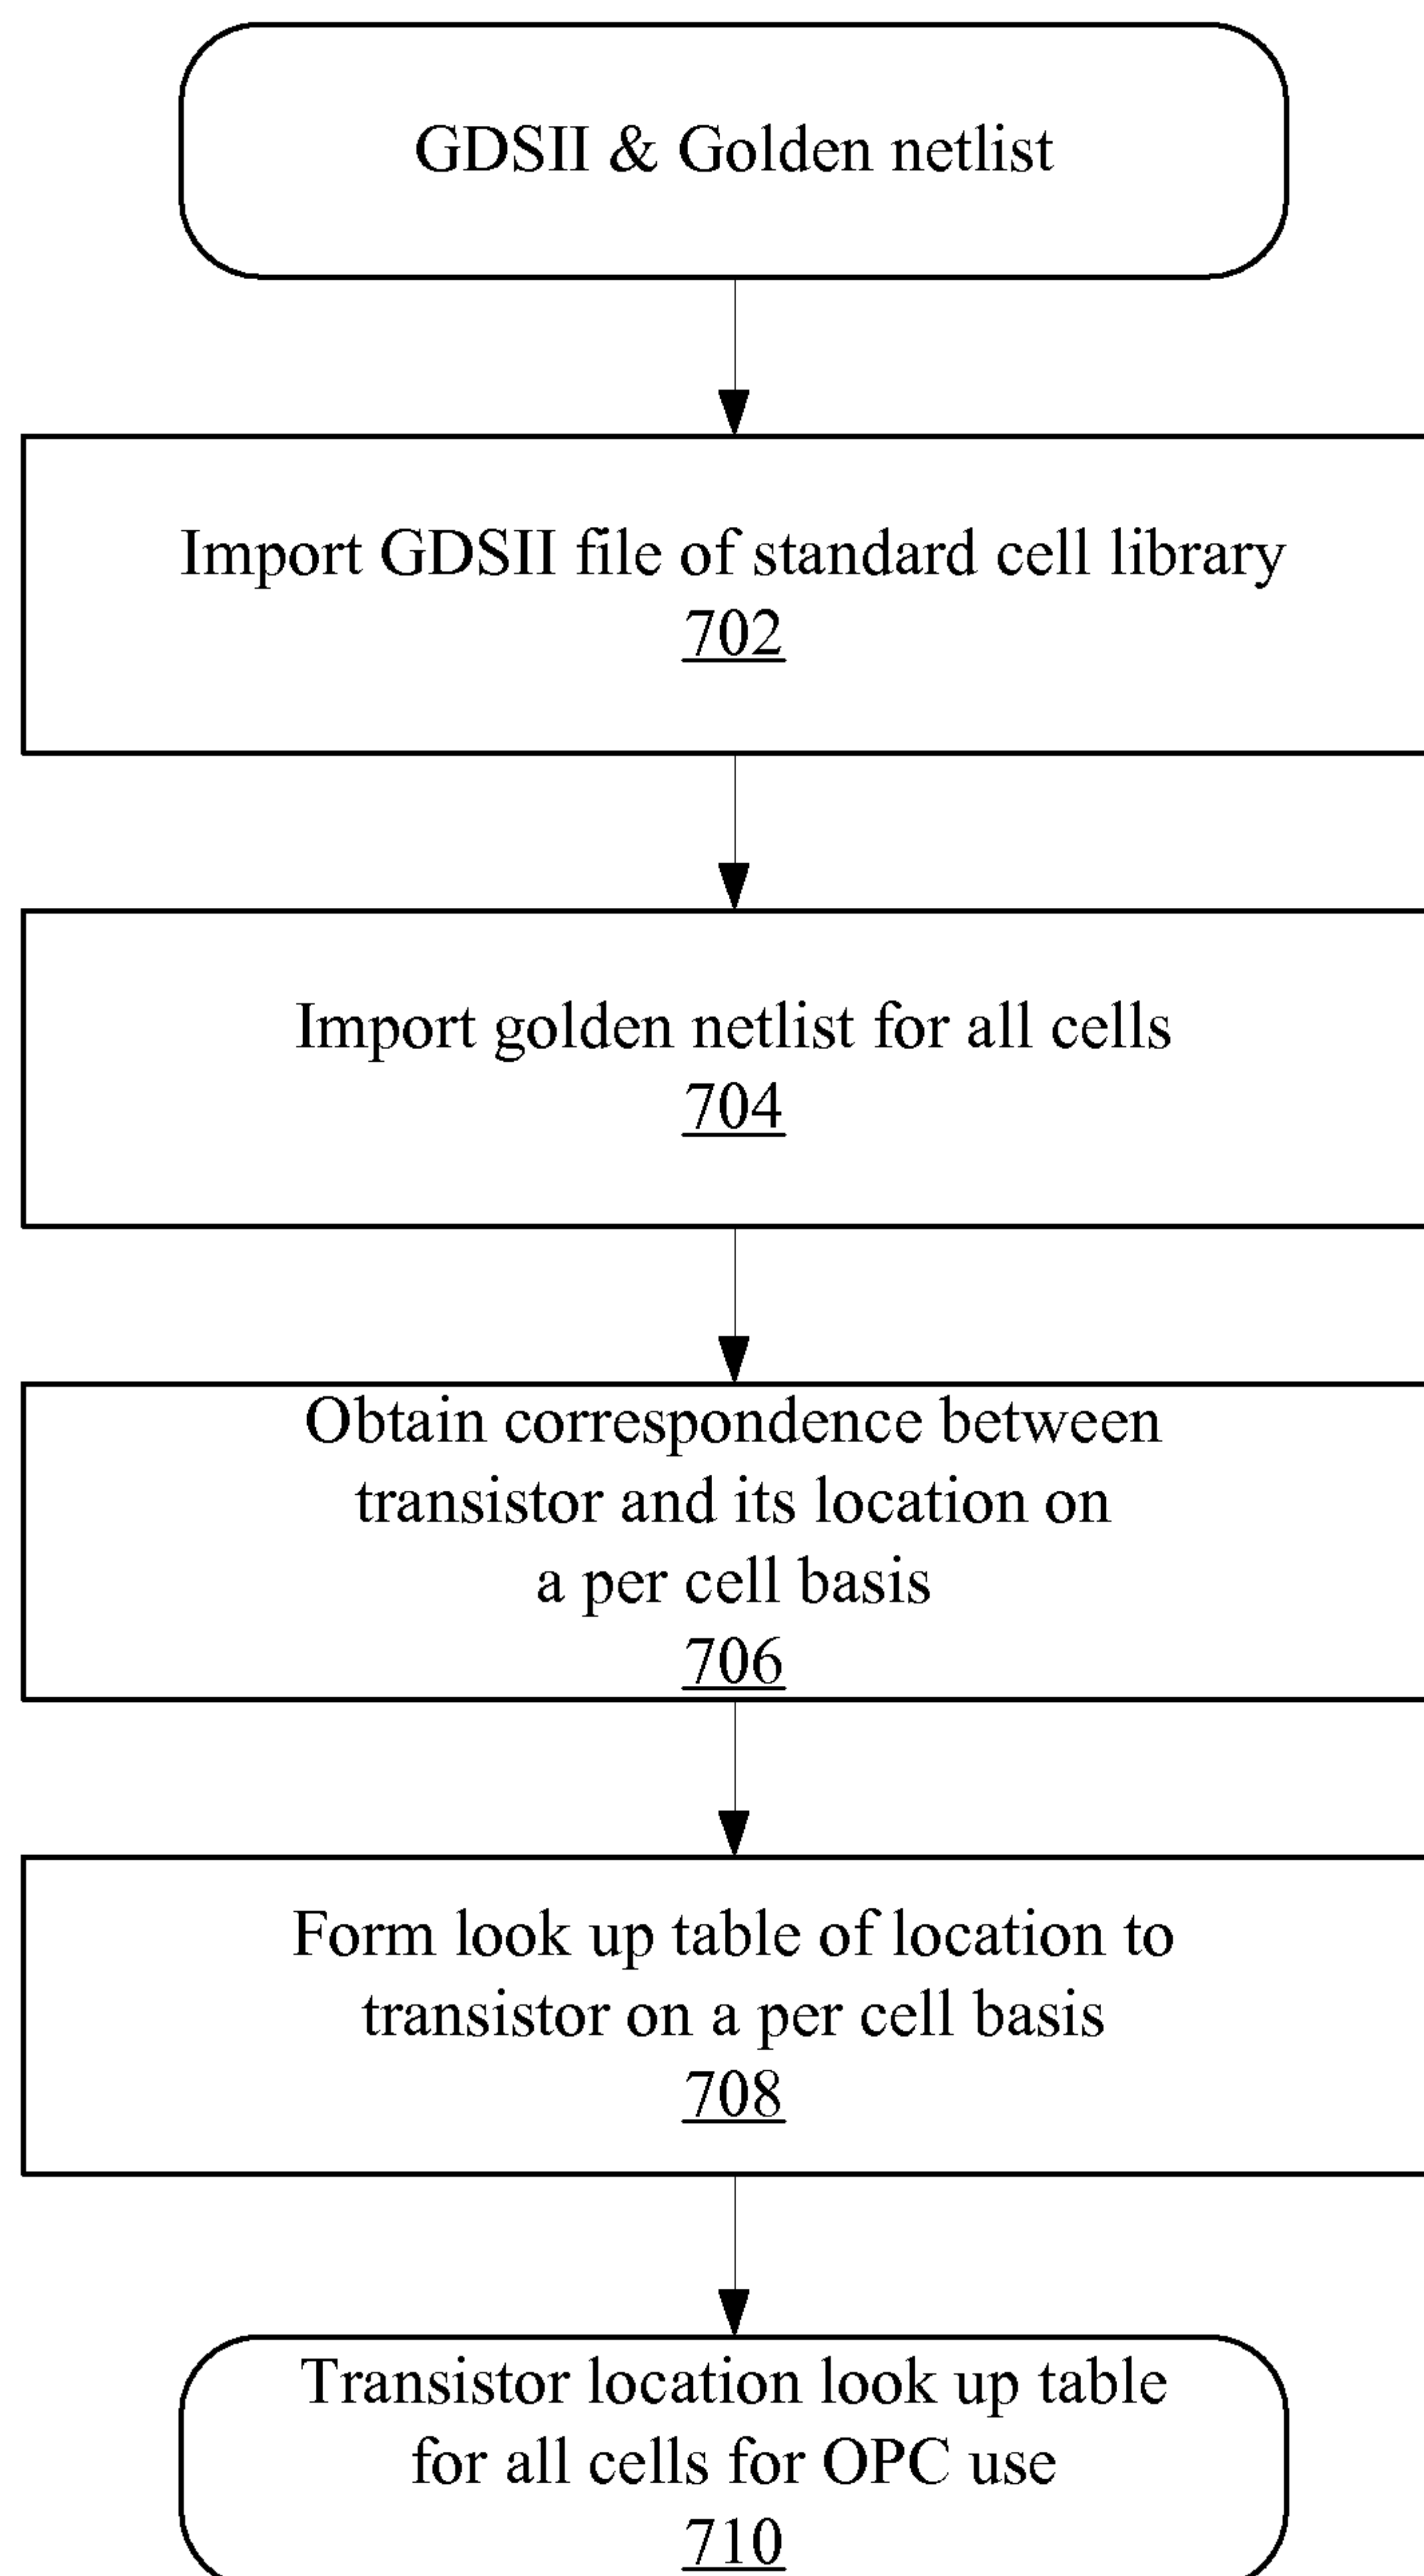 GDSII & Golden netlist
Import GDSII file of standard cell library
702
Import golden netlist for all cells
704
Obtain correspondence between
transistor and its location on
a per cell basis
706
Form look up table of location to
transistor on a per cell basis
708
Transistor location look up table
for all cells for OPC use
710